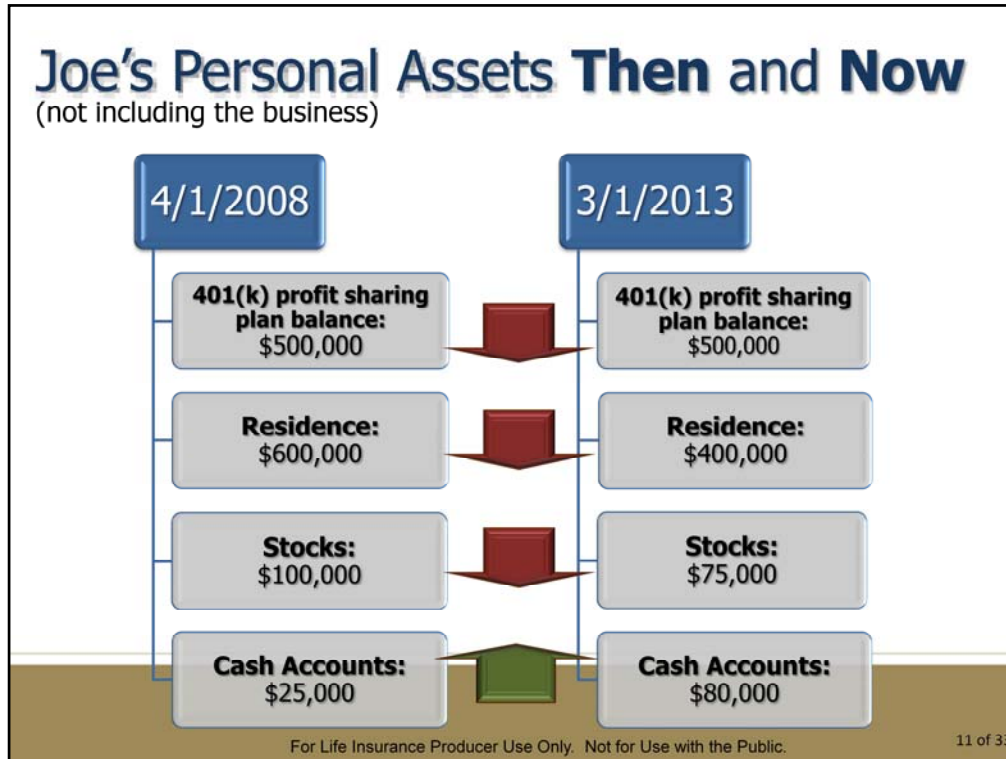 Joe's Personal Assets Then and Now
(not including the business)
4/1/2008
401(k) profit sharing
plan balance:
$500,000
Residence:
$600,000
Stocks:
$100,000
Cash Accounts:
$25,000
3/1/2013
401(k) profit sharing
plan balance:
$500,000
Residence:
$400,000
Stocks:
$75,000
Cash Accounts:
$80,000
For Life Insurance Producer Use Only. Not for Use with the Public.
11 of 33